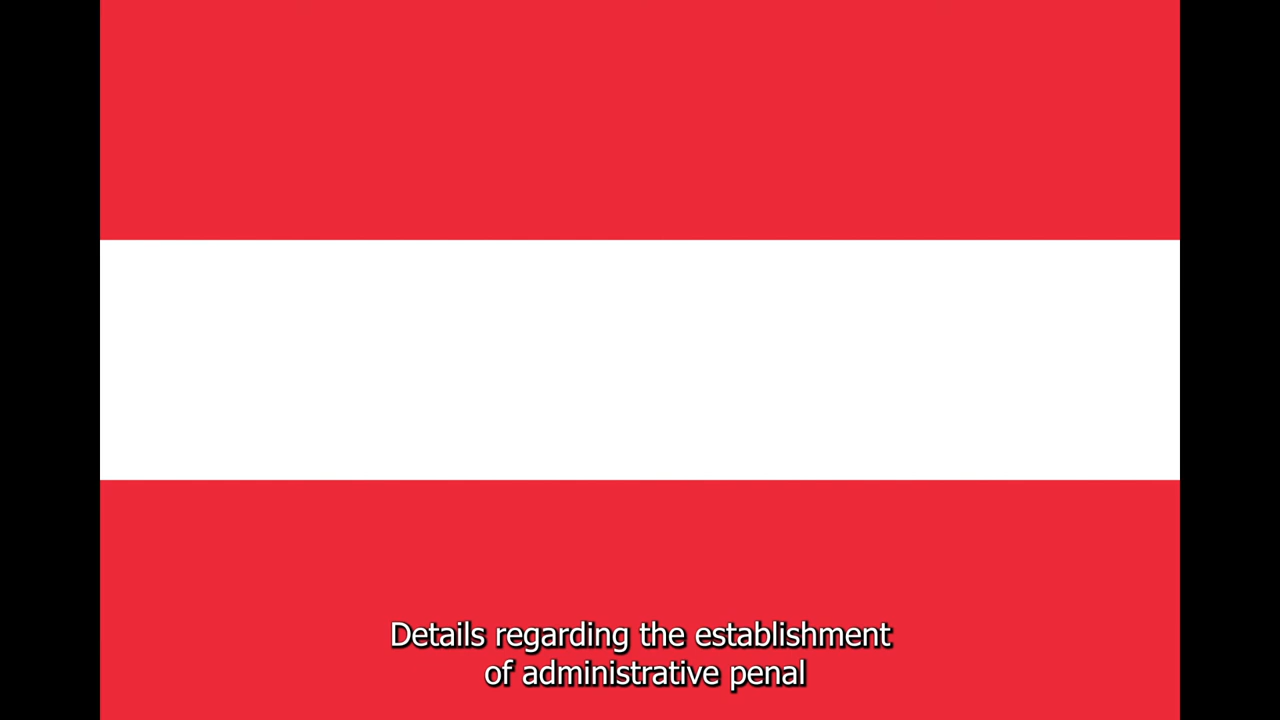 Details regarding the establishment
of administrative penal